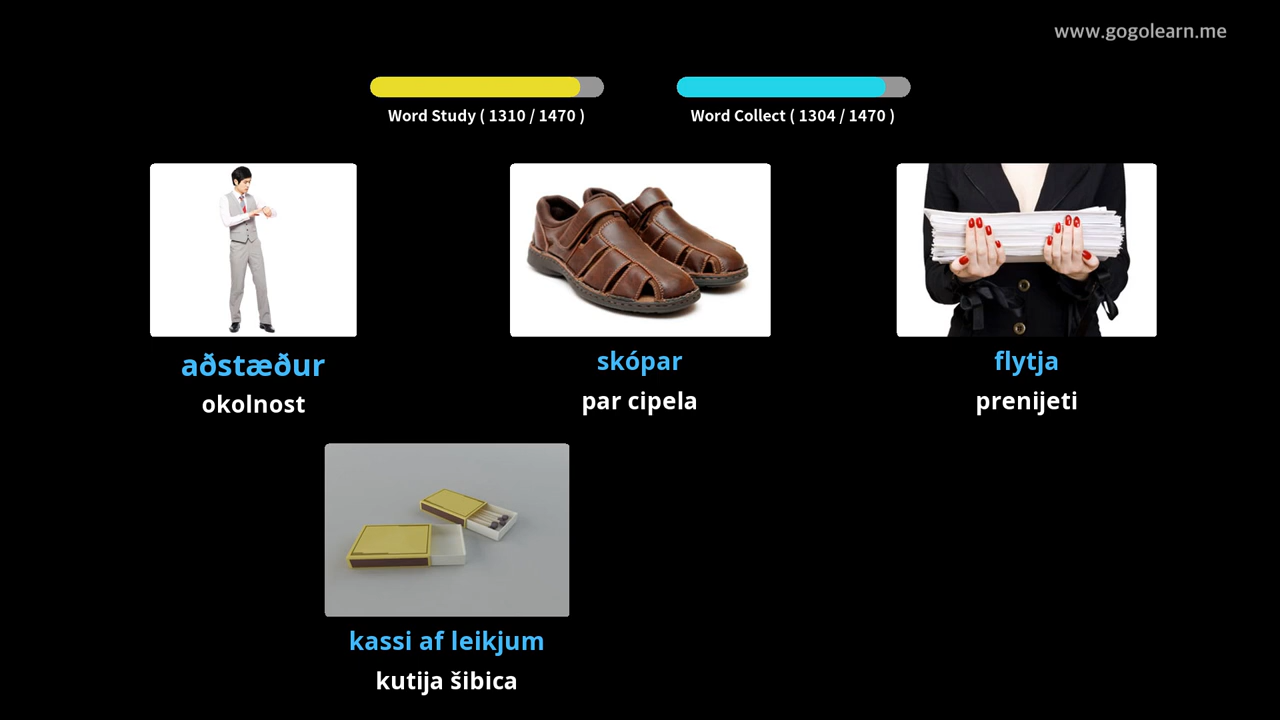 www.gogolearn.me
Word Study ( 1310 / 1470 )
Word Collect ( 1304 / 1470 )
aðstæður
okolnost
skópar
par cipela
flytja
prenijeti
kassi af leikjum
kutija šibica